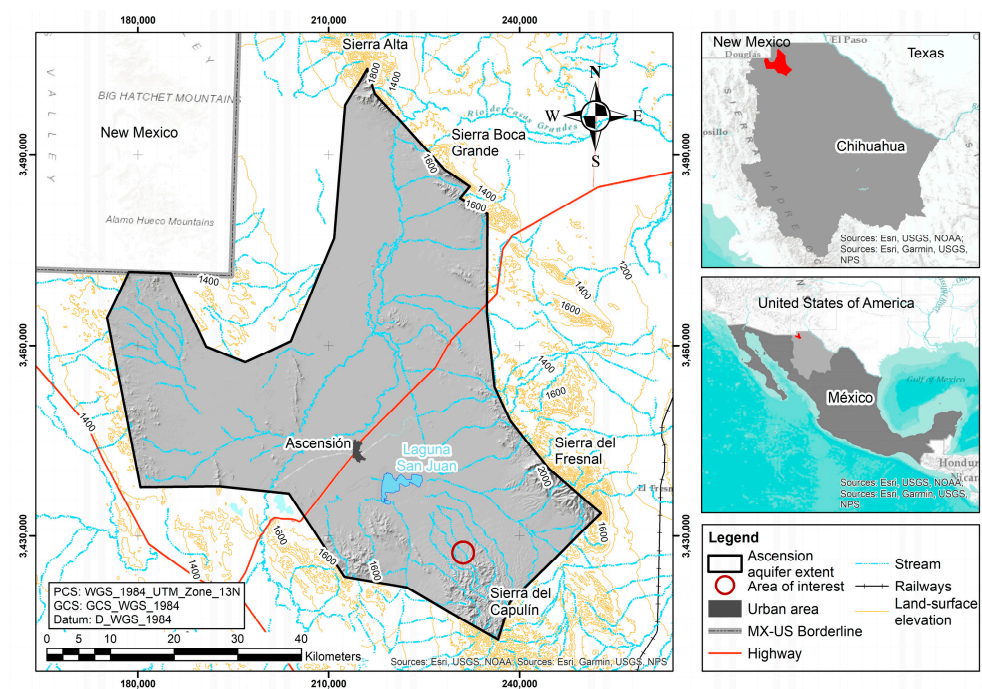 180,000
210,000
240,000
3,490,000
3,460,000
3,430,000
Sierra Alta
1800
1400
BIG HATCHET MOUNTAINS
VALLEY
New Mexico
Alamo Hueco Mountains
Rio de Casas Grandes
N
W
E
S
Sierra Boca
Grande
1600
1400
1600
3,490,000
1400
1200
1400
1600
3,460,000
1400
1600
1400
Ascensión
Laguna
San Juan
Sierra del
Fresnal
2000
1600
1600
1600
1600
1400
3,430,000
Sierra del
Capulín
PCS: WGS_1984_UTM_Zone_13N
GCS: GCS_WGS_1984
Datum: D_WGS_1984
0 5 10 20 30 40
Kilometers
Sources: Esri, USGS, NOAA; Sources: Esri, Garmin, USGS, NPS
180,000
210,000
240,000
New Mexico
El Paso
Douglas
Texas
SIERRA MADRE
Chihuahua
Sources: Esri, USGS, NOAA;
Sources: Esri, Garmin, USGS,
NPS
United States of America
Gulf of Mexico
México
Sources: Esri, USGS, NOAA;
Sources: Esri, Garmin, USGS,
NPS
Legend
Ascension
aquifer extent
Area of interest
Urban area
MX-US Borderline
Highway
Stream
Railways
Land-surface
elevation